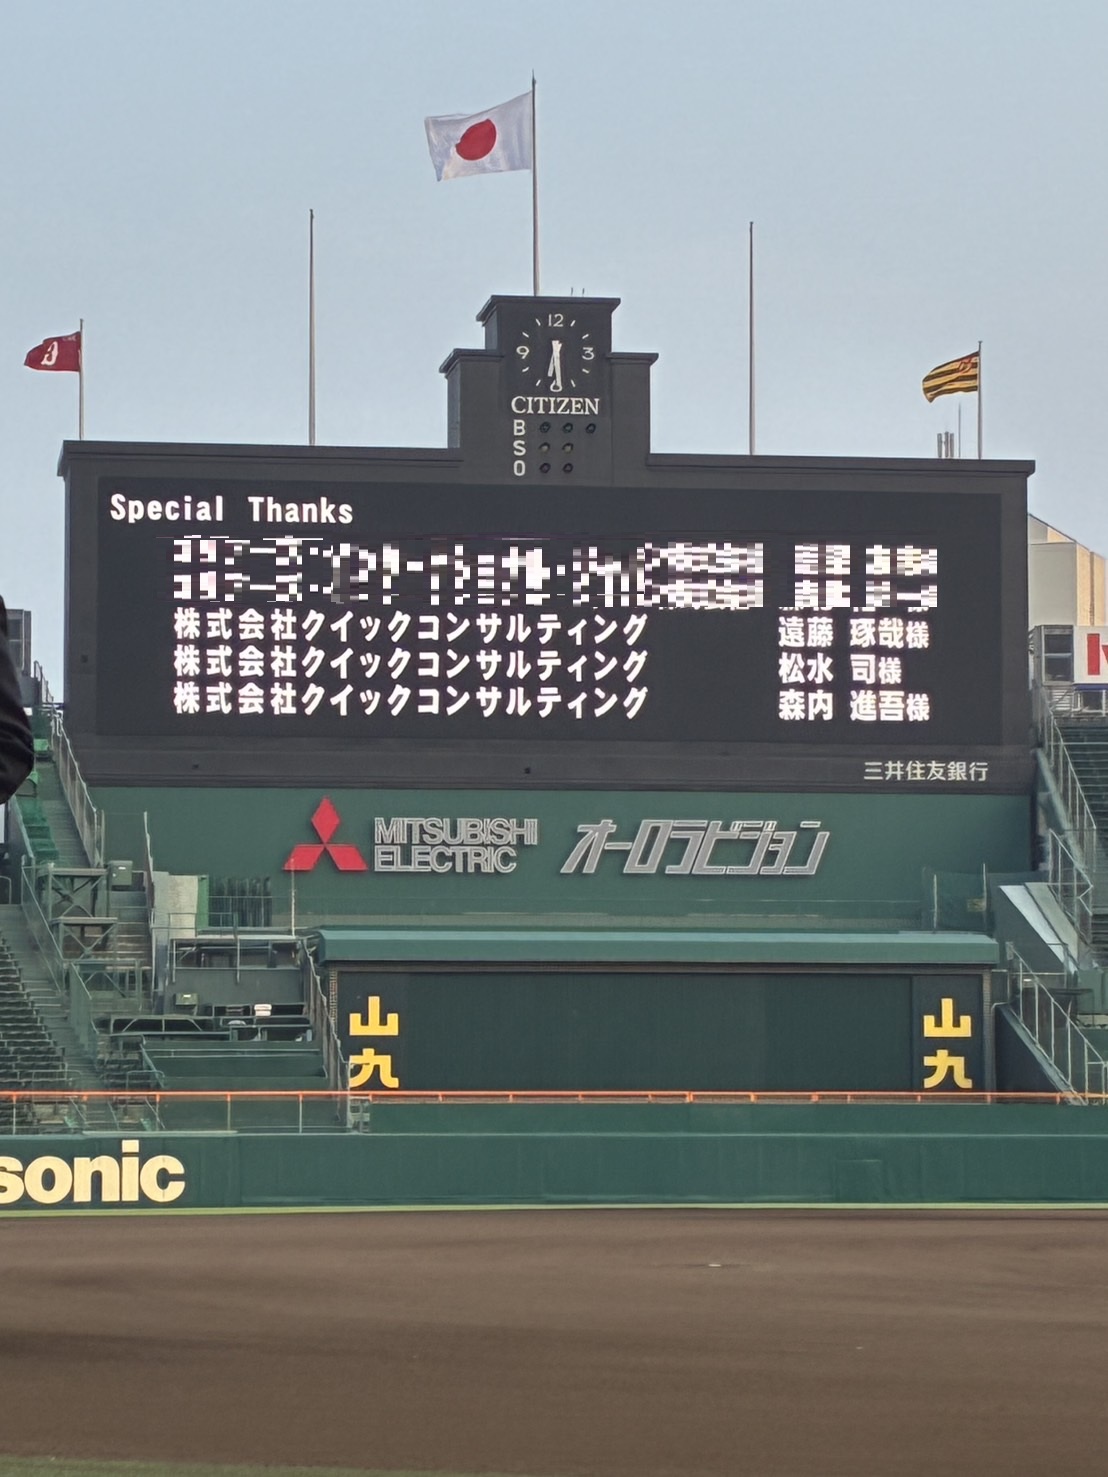 12
9 3
CITIZEN
B
S
O
Special Thanks
株式会社クイックコンサルティング 遠藤 琢哉様
株式会社クイックコンサルティング 松水 司様
株式会社クイックコンサルティング 森内 進吾様
三井住友銀行
MITSUBISHI
ELECTRIC
オーロラビジョン
山九
山九
sonic